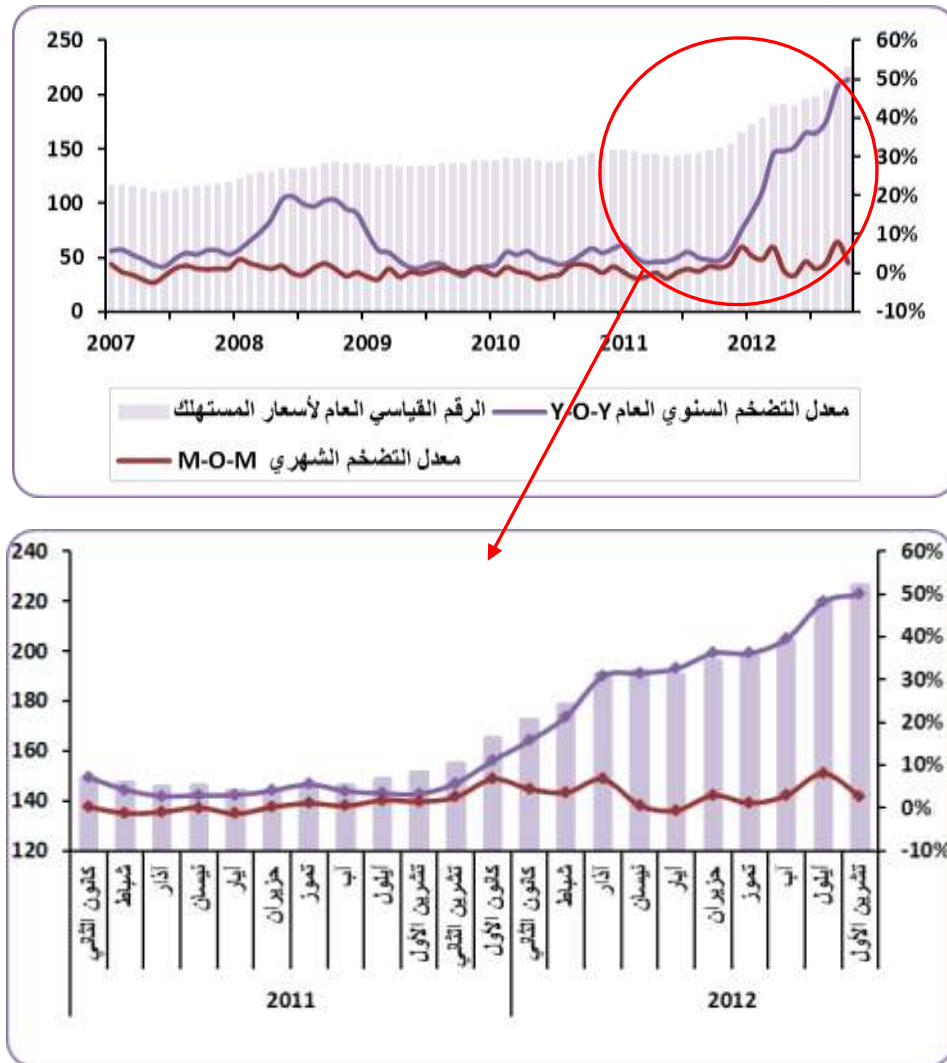 250
200
150
100
50
0
60%
50%
40%
30%
20%
10%
0%
-10%
2007 2008 2009 2010 2011 2012
الرقم القياسي العام لأسعار المستهلك
معدل التضخم السنوي العام Y-O-Y
معدل التضخم الشهري M-O-M
240
220
200
180
160
140
120
60%
50%
40%
30%
20%
10%
0%
-10%
كانون الثاني
شباط
آذار
نيسان
أيار
حزيران
تموز
آب
أيلول
تشرين الأول
تشرين الثاني
كانون الأول
كانون الثاني
شباط
آذار
نيسان
أيار
حزيران
تموز
آب
أيلول
تشرين الأول
2011 2012